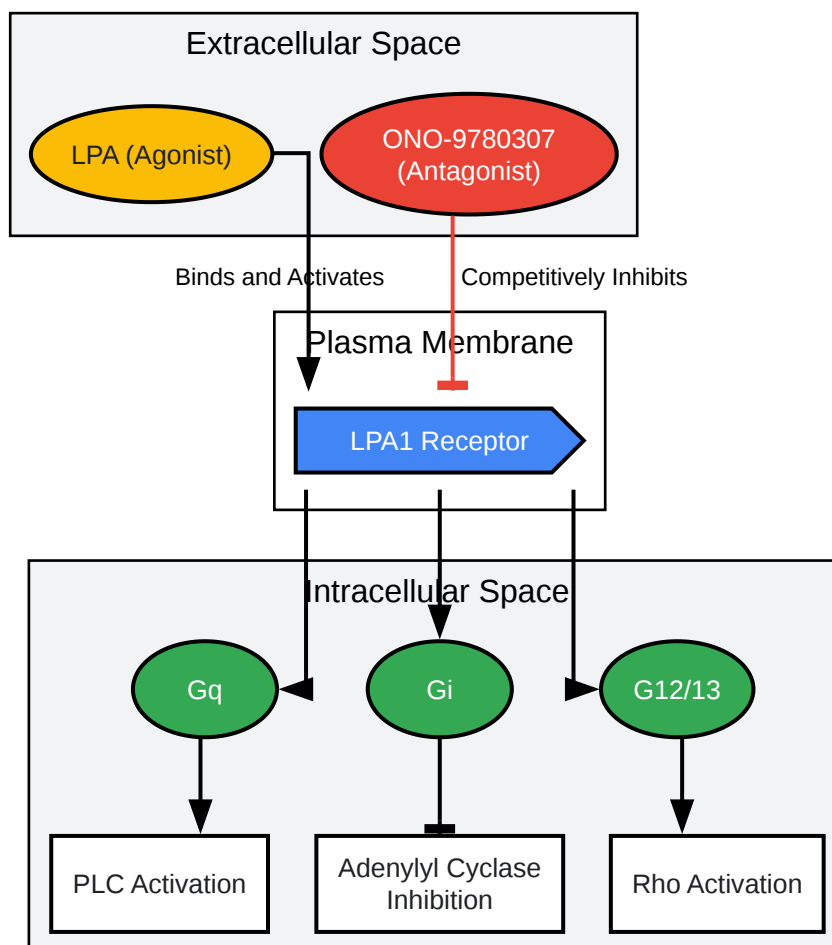 Extracellular Space
LPA (Agonist)
ONO-9780307
(Antagonist)
Binds and Activates
Competitively Inhibits
Plasma Membrane
LPA1 Receptor
Intracellular Space
Gq
Gi
G12/13
PLC Activation
Adenylyl Cyclase
Inhibition
Rho Activation